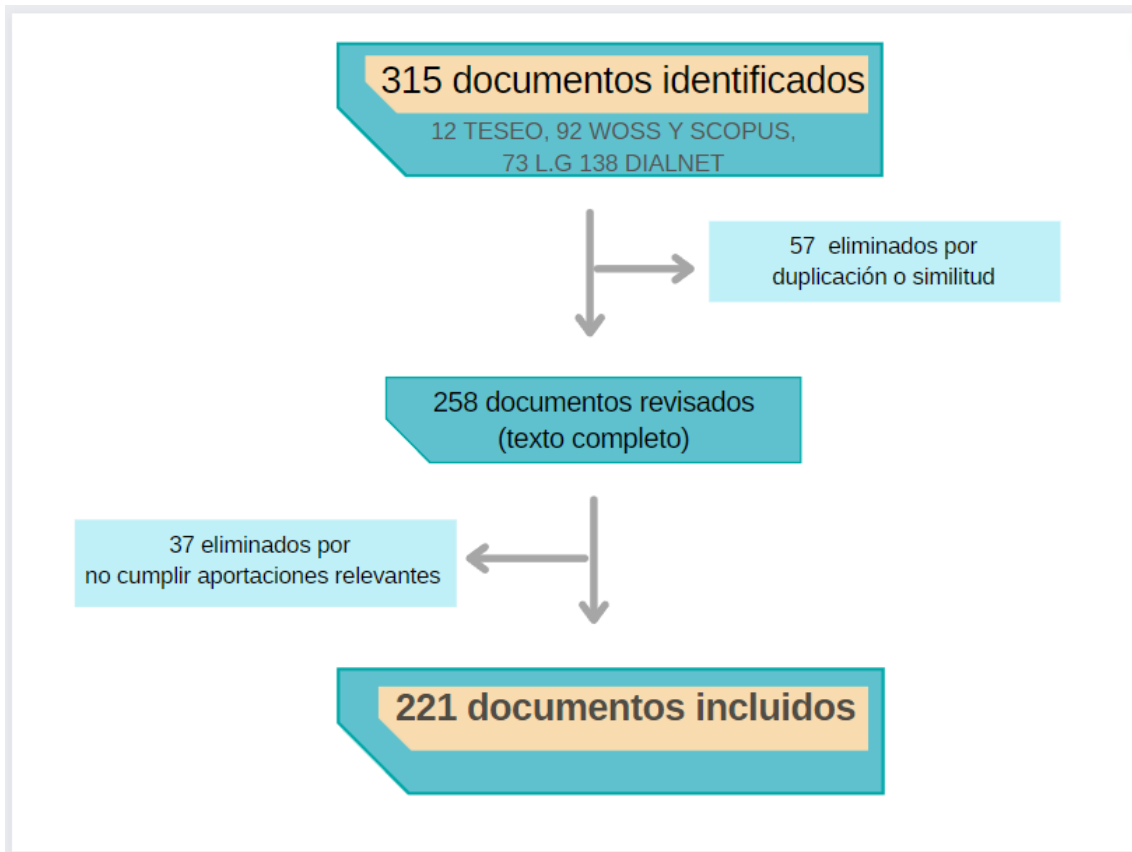 315 documentos identificados
12 TESEO, 92 WOSS Y SCOPUS,
73 L.G 138 DIALNET
57 eliminados por
duplicación o similitud
258 documentos revisados
(texto completo)
37 eliminados por
no cumplir aportaciones relevantes
221 documentos incluidos